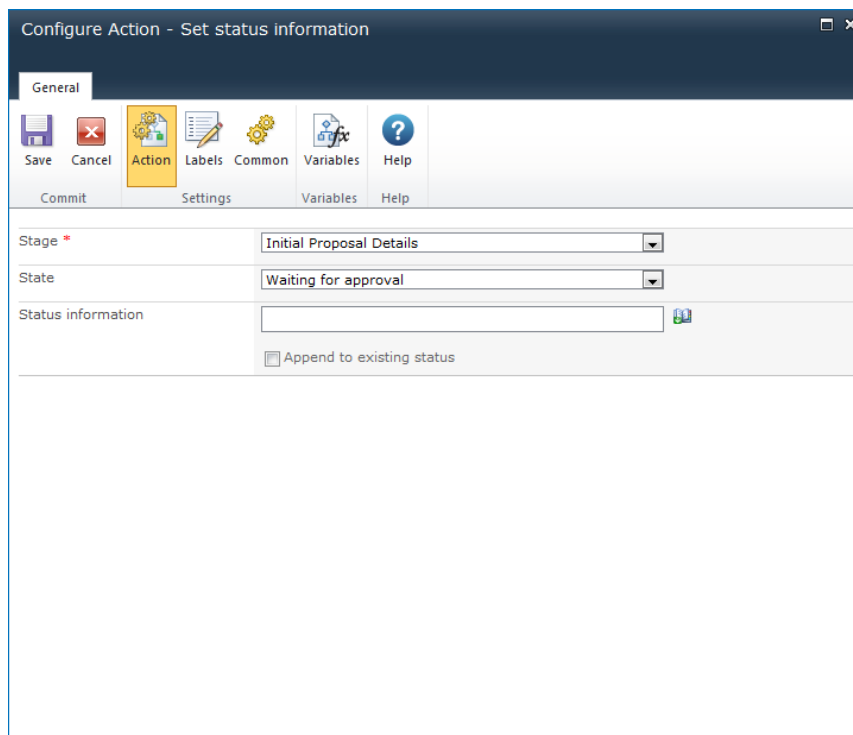 Configure Action - Set status information
General
Save Cancel Action Labels Common Variables Help
Commit Settings Variables Help
Stage * Initial Proposal Details
State Waiting for approval
Status information
Append to existing status